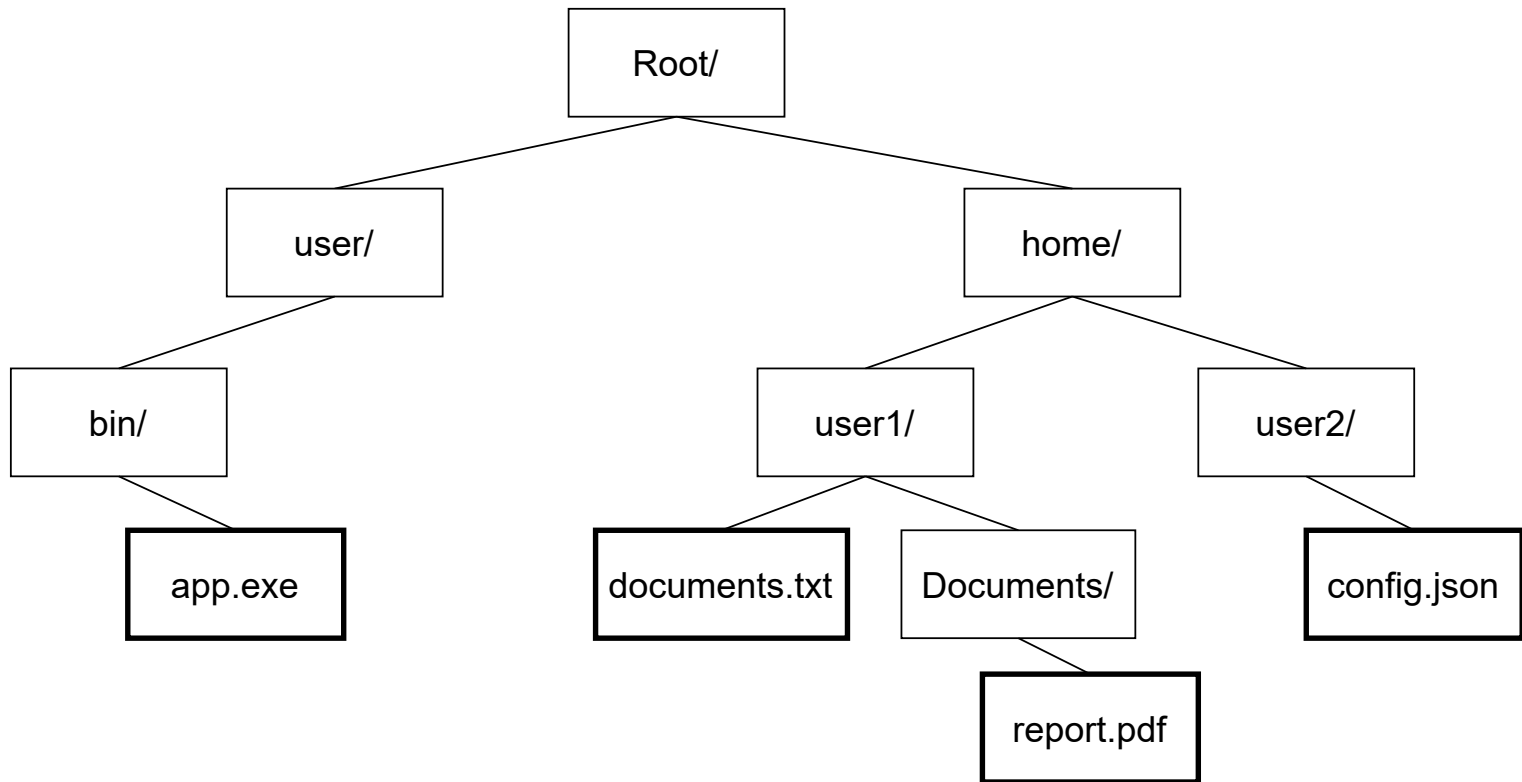 Root/
user/
home/
bin/
user1/
user2/
app.exe
documents.txt
Documents/
config.json
report.pdf